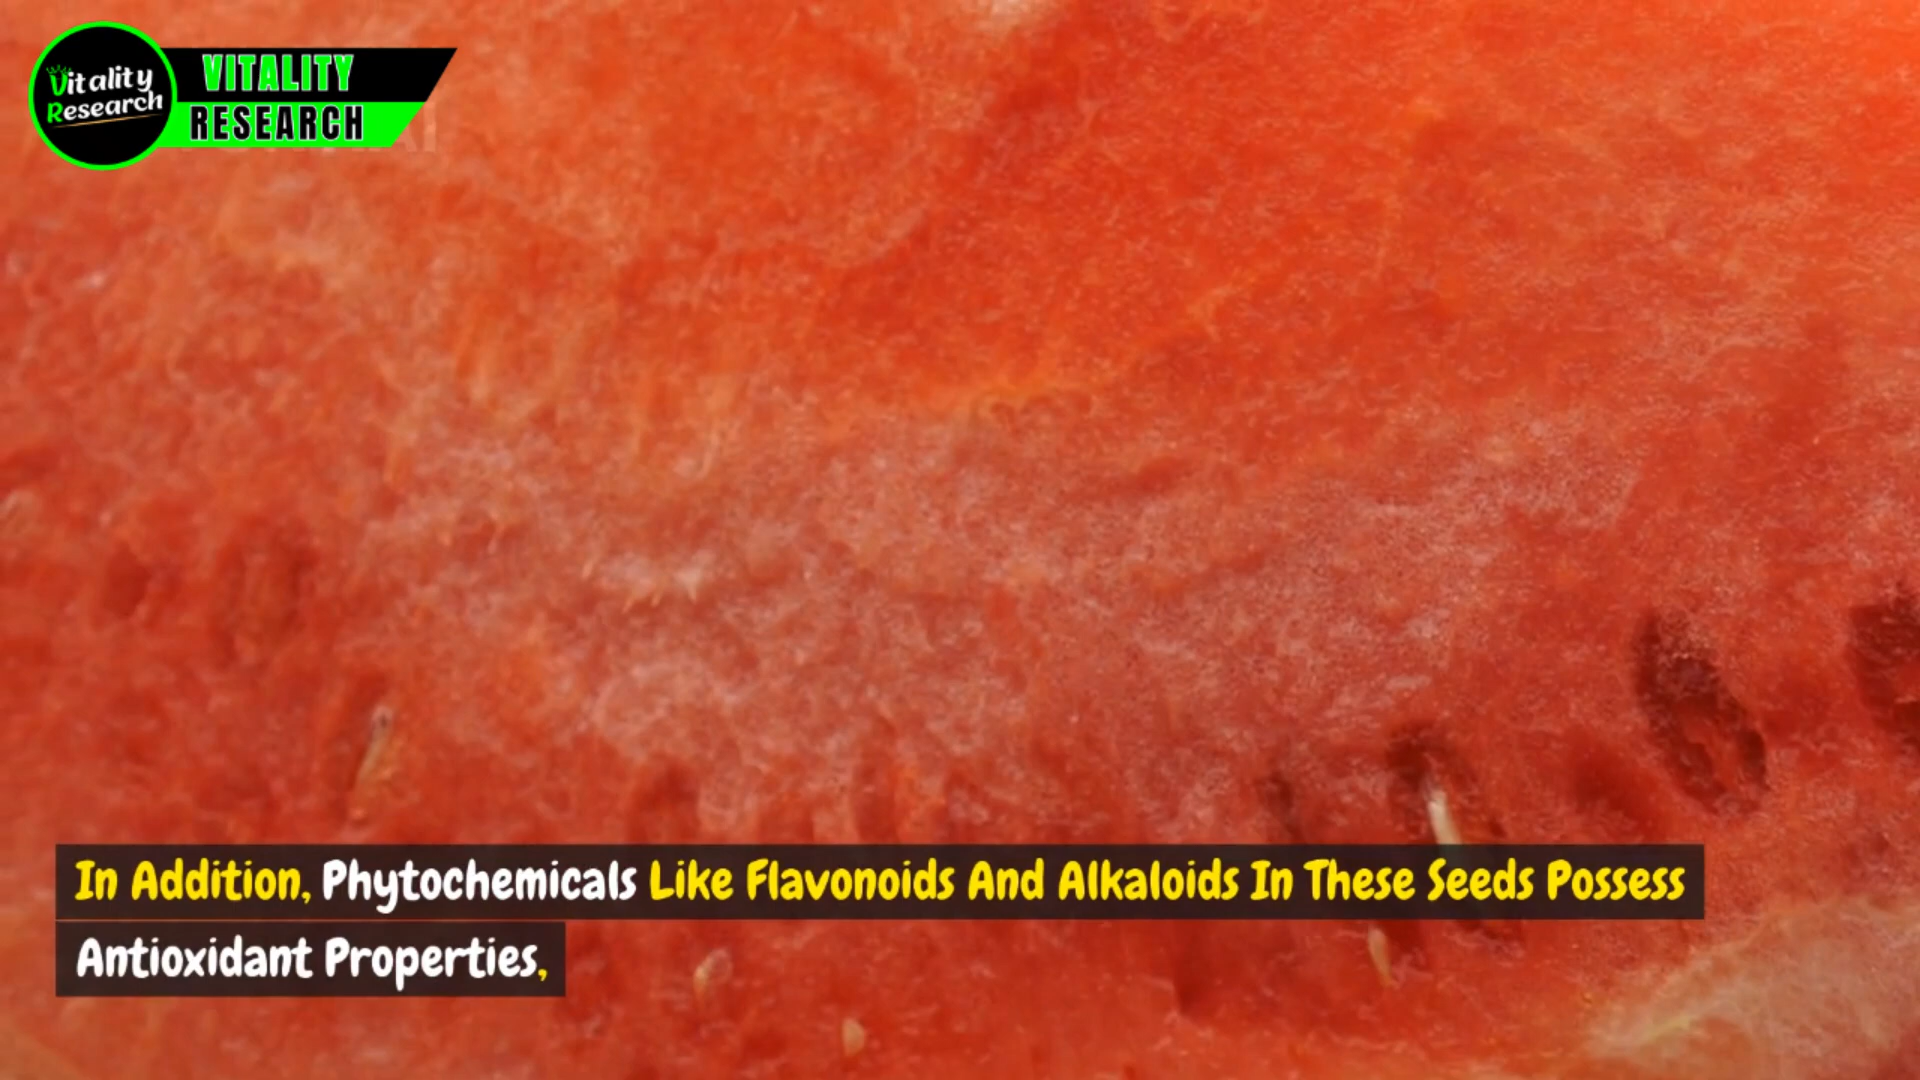 Vitality
Research
VITALITY
RESEARCH
In Addition, Phytochemicals Like Flavonoids And Alkaloids In These Seeds Possess
Antioxidant Properties,